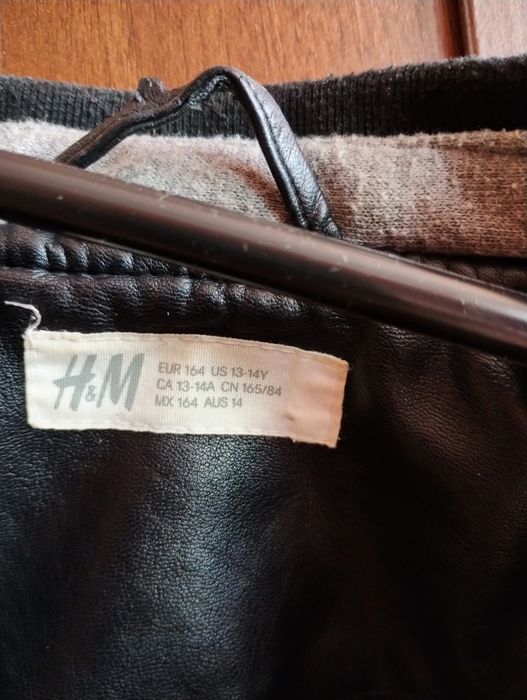 H&M
EUR 164 US 13-14Y
CA 13-14A CN 165/84
MX 164 AUS 14